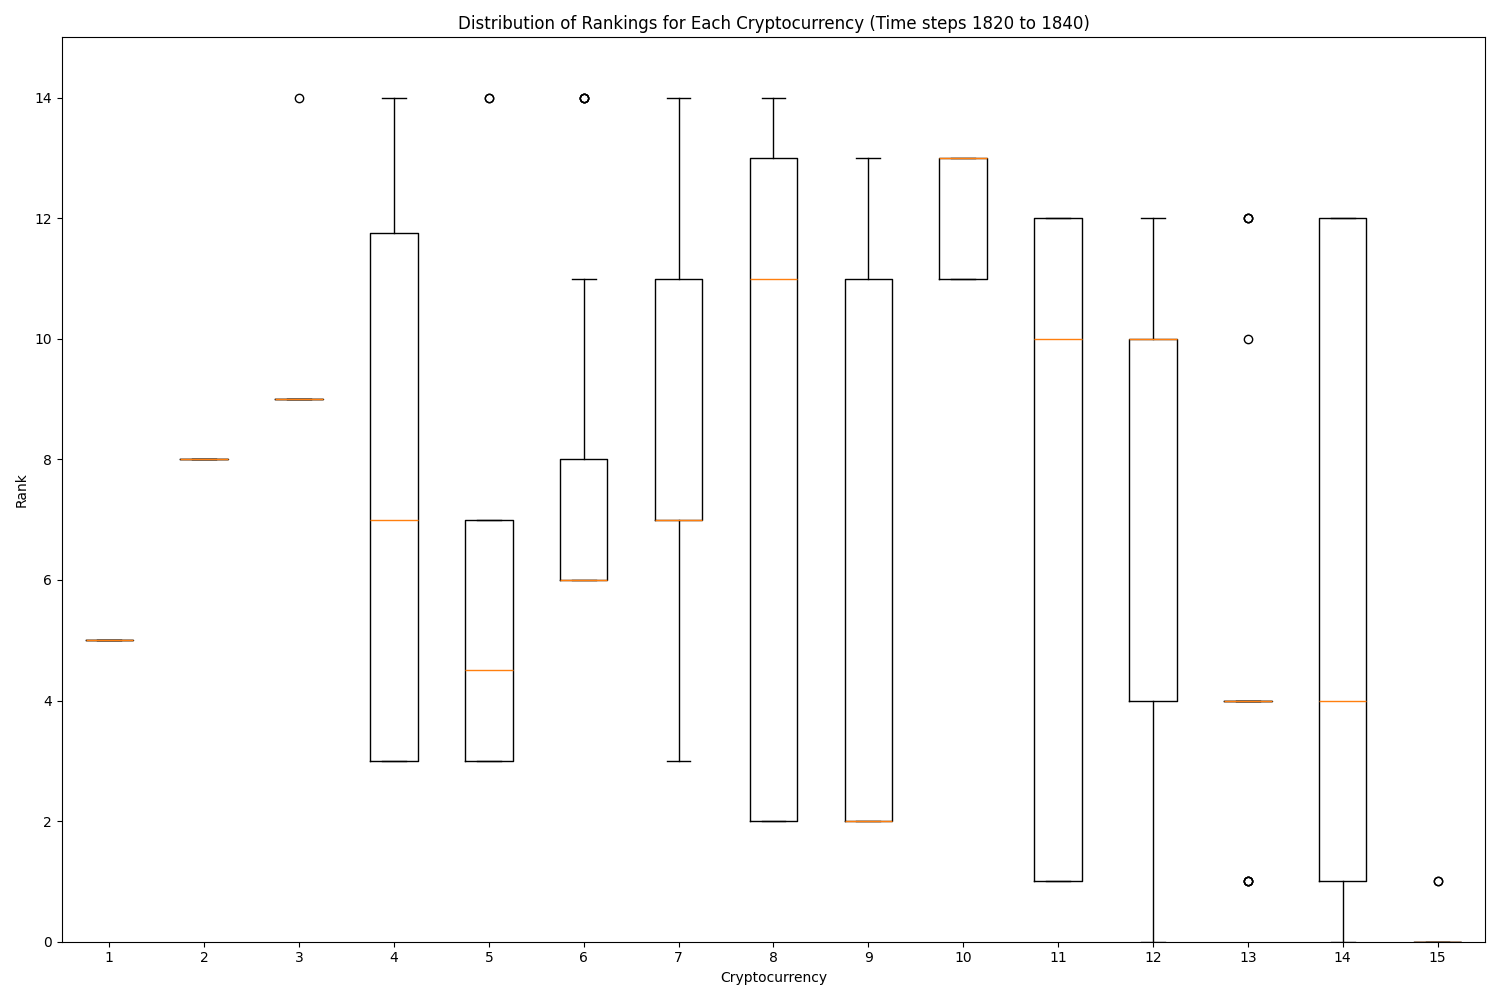 Distribution of Rankings for Each Cryptocurrency (Time steps 1820 to 1840)
Rank
14
12
10
8
6
4
2
0
1 2 3 4 5 6 7 8 9 10 11 12 13 14 15
Cryptocurrency